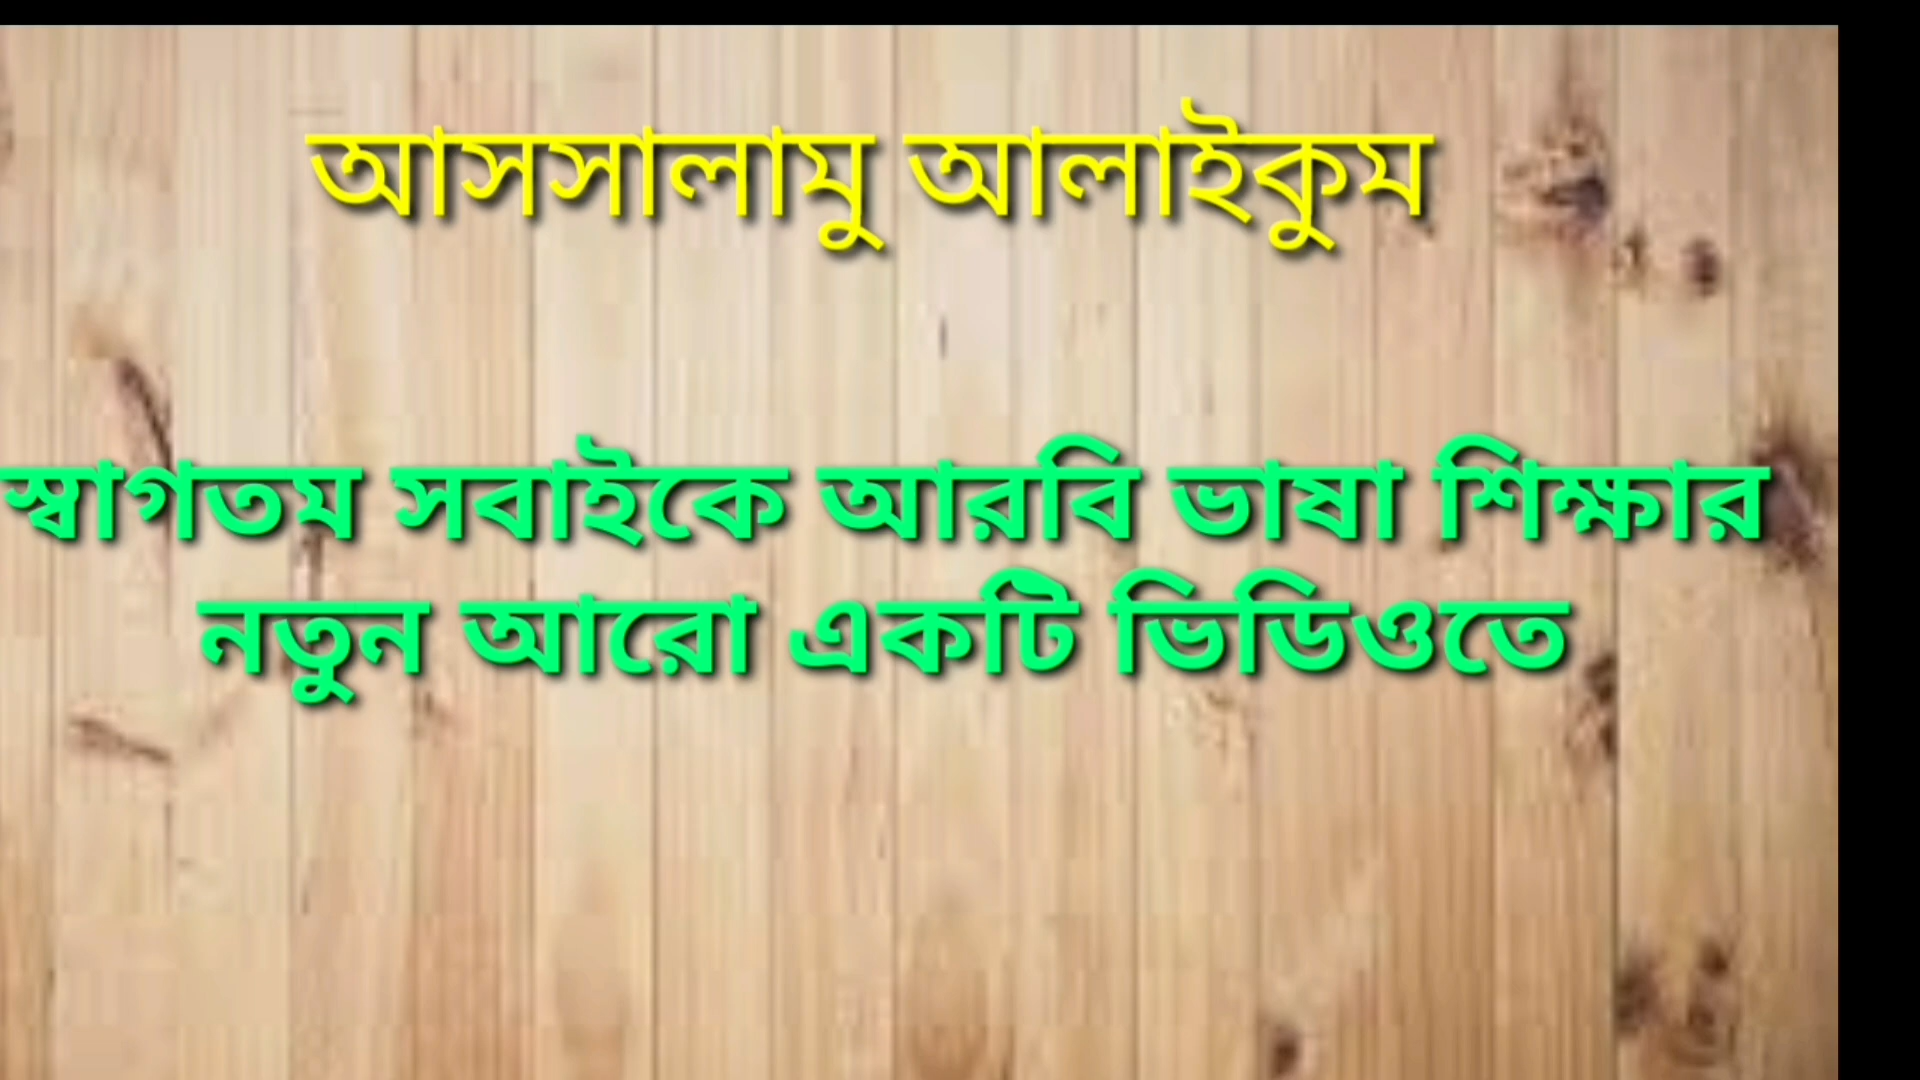 আসসালামু আলাইকুম
স্বাগতম সবাইকে আরবি ভাষা শিক্ষার
নতুন আরো একটি ভিডিওতে